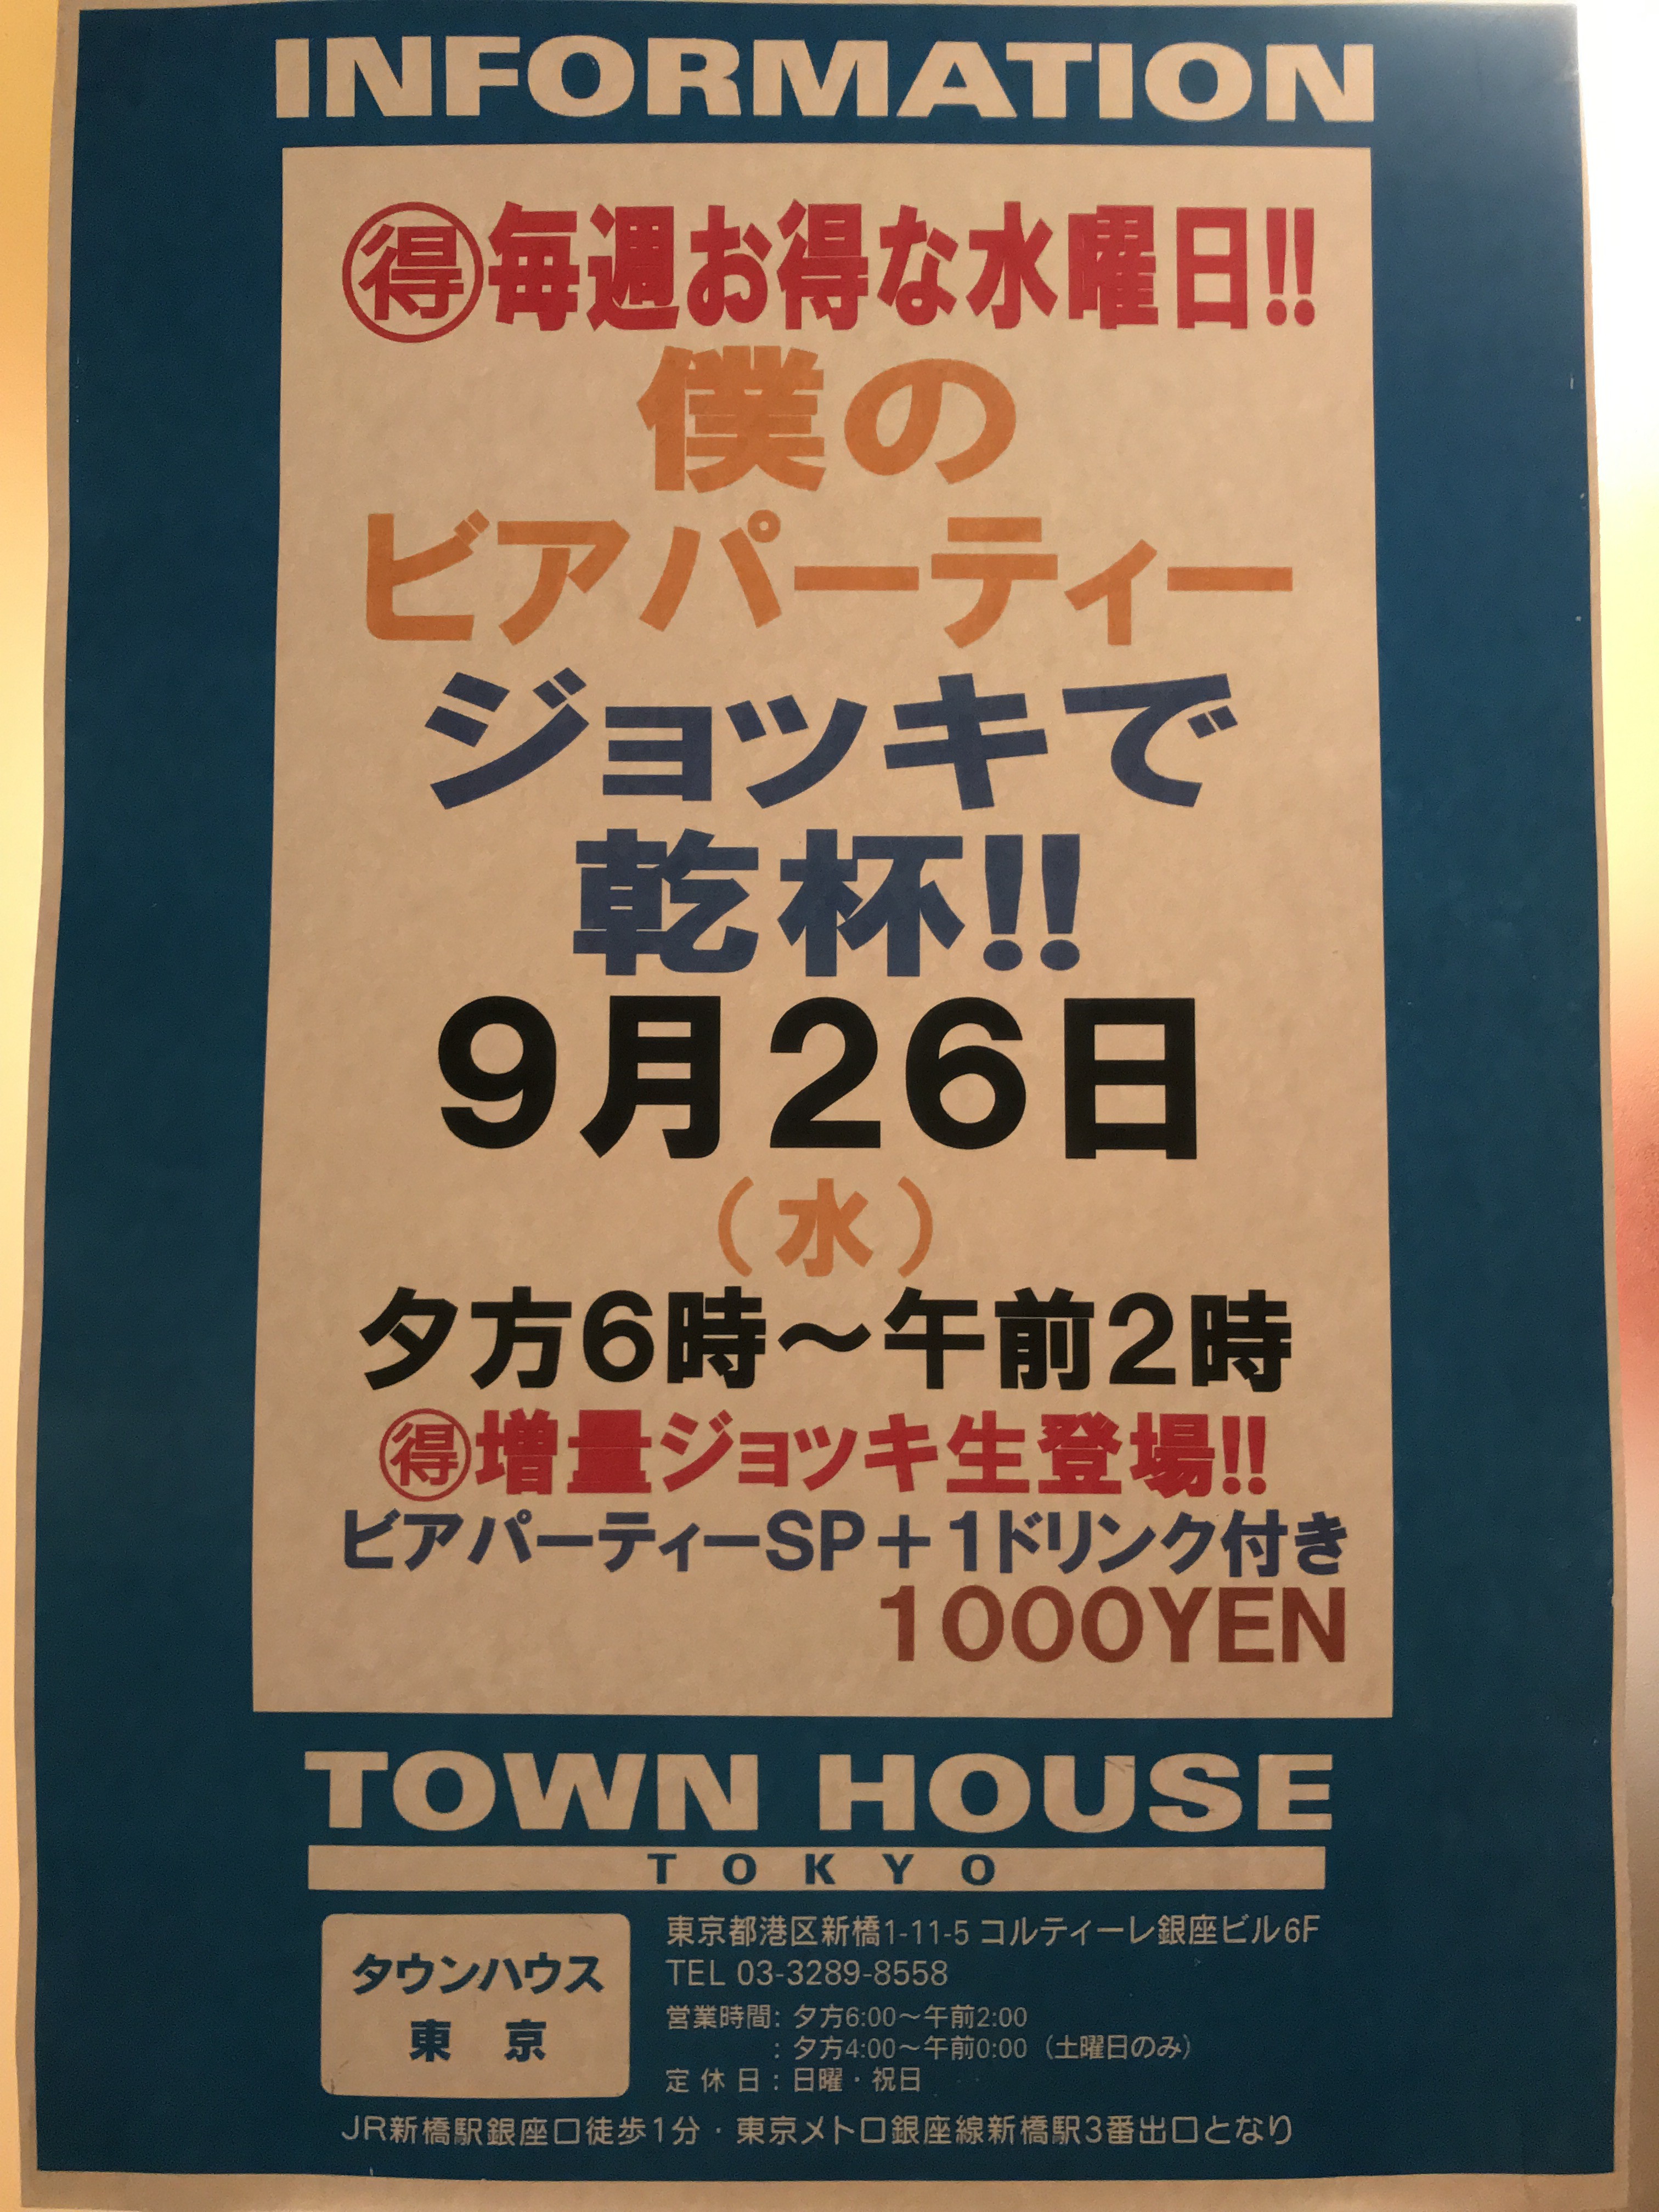 INFORMATION
㊝毎週お得な水曜日!!
僕の
ビアパーティー
ジョッキで
乾杯!!
9月26日
（水）
夕方6時〜午前2時
㊝増量ジョッキ生登場!!
ビアパーティーSP＋1ドリンク付き
1000YEN
TOWN HOUSE
TOKYO
タウンハウス
東 京
東京都港区新橋1-11-5 コルティーレ銀座ビル6F
TEL 03-3289-8558
営業時間: 夕方6:00〜午前2:00
: 夕方4:00〜午前0:00（土曜日のみ）
定 休 日 : 日曜・祝日
JR新橋駅銀座口徒歩1分・東京メトロ銀座線新橋駅3番出口となり